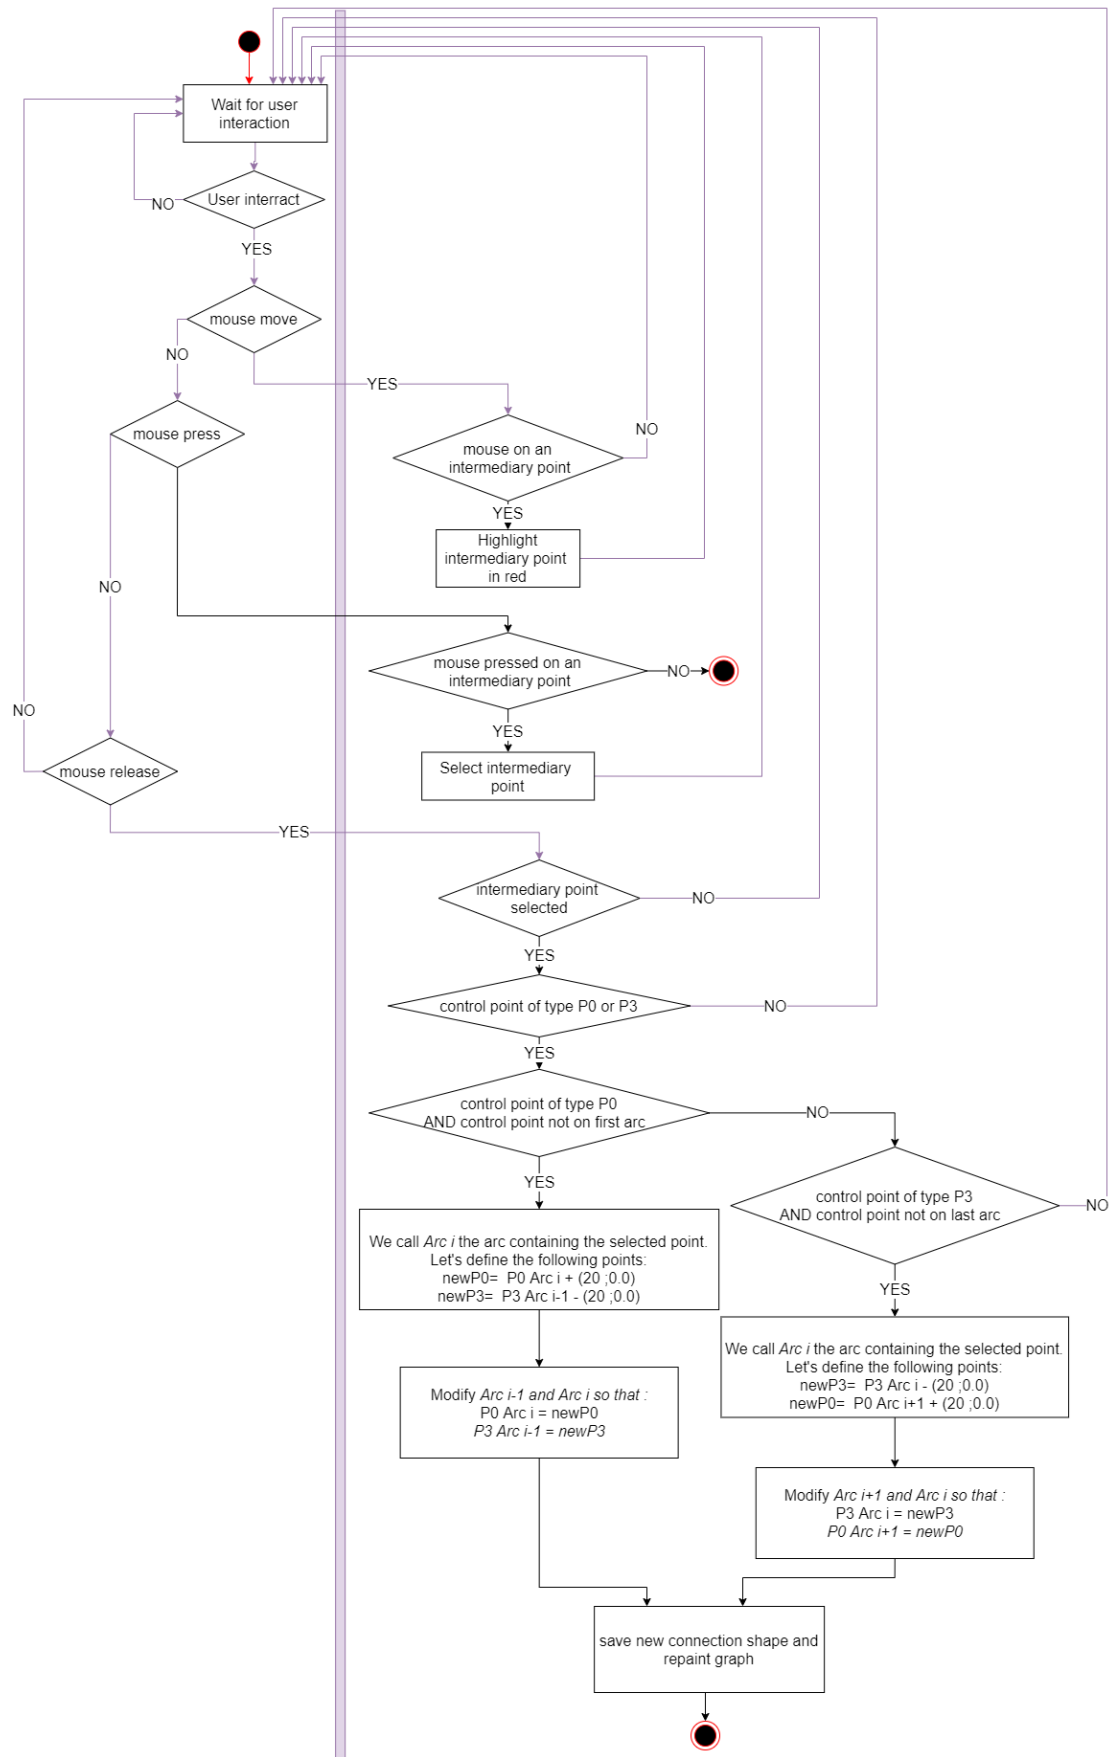 Wait for user
interaction
User interract
NO
YES
mouse move
NO
YES
mouse press
mouse on an
intermediary point
NO
YES
Highlight
intermediary point
in red
NO
mouse pressed on an
intermediary point
NO
YES
NO
Select intermediary
point
mouse release
YES
intermediary point
selected
NO
YES
control point of type P0 or P3
NO
YES
control point of type P0
AND control point not on first arc
NO
YES
control point of type P3
AND control point not on last arc
NO
We call Arc i the arc containing the selected point.
Let's define the following points:
newP0= P0 Arc i + (20 ;0.0)
newP3= P3 Arc i-1 - (20 ;0.0)
YES
We call Arc i the arc containing the selected point.
Let's define the following points:
newP3= P3 Arc i - (20 ;0.0)
newP0= P0 Arc i+1 + (20 ;0.0)
Modify Arc i-1 and Arc i so that :
P0 Arc i = newP0
P3 Arc i-1 = newP3
Modify Arc i+1 and Arc i so that :
P3 Arc i = newP3
P0 Arc i+1 = newP0
save new connection shape and
repaint graph